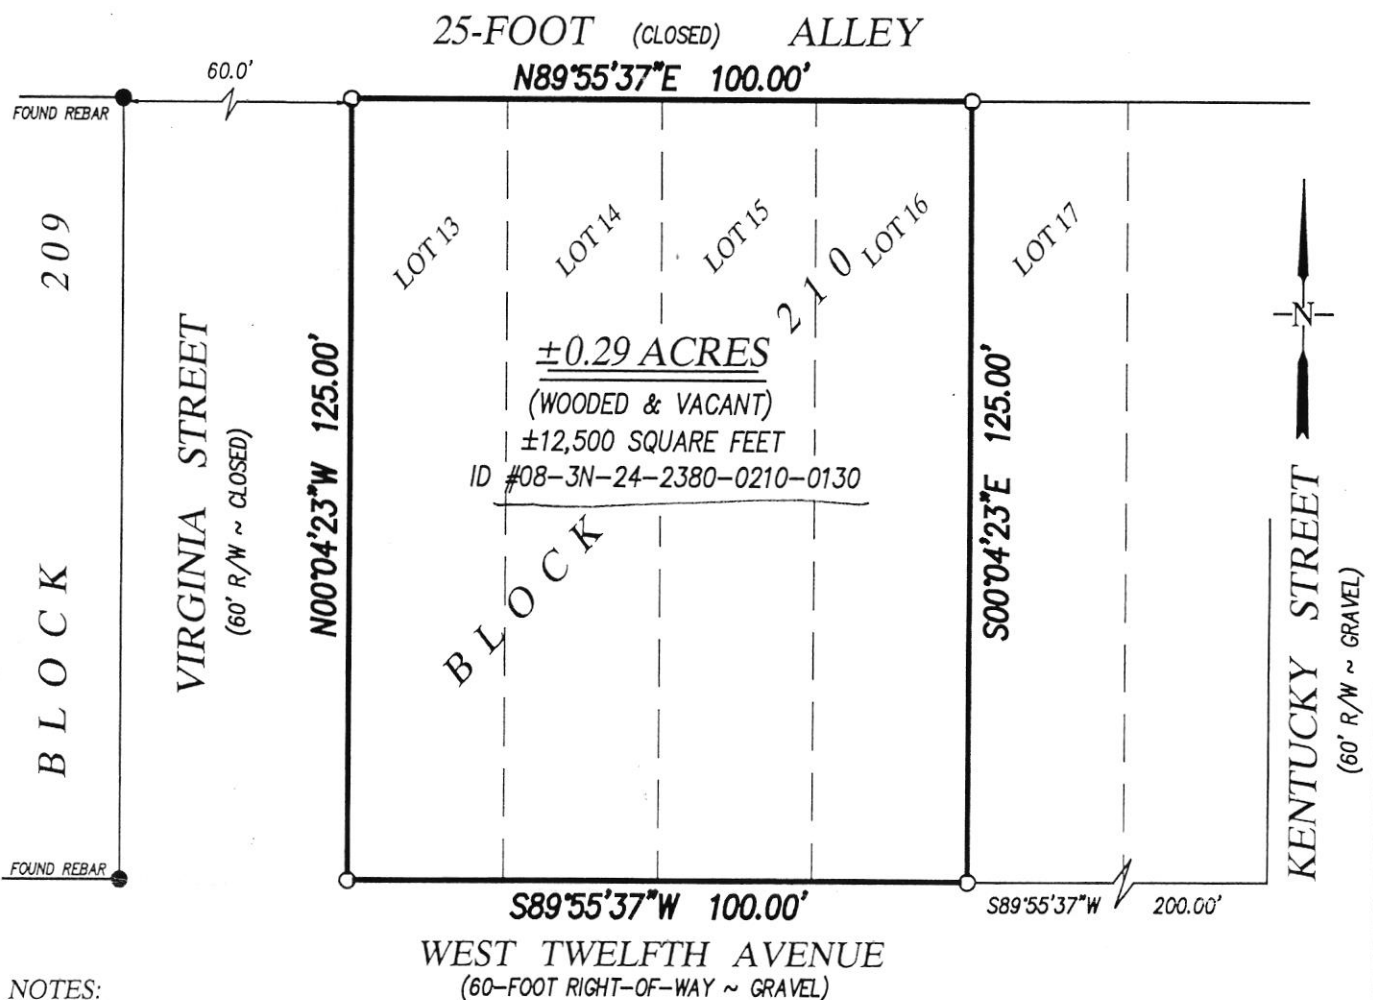 25-FOOT (CLOSED) ALLEY
N89°55'37"E 100.00'
60.0'
FOUND REBAR
BLOCK 209
VIRGINIA STREET
(60' R/W ~ CLOSED)
N00°04'23"W 125.00'
LOT 13
LOT 14
LOT 15
LOT 16
LOT 17
BLOCK 210
±0.29 ACRES
(WOODED & VACANT)
±12,500 SQUARE FEET
ID #08-3N-24-2380-0210-0130
S00°04'23"E 125.00'
N
KENTUCKY STREET
(60' R/W ~ GRAVEL)
FOUND REBAR
S89°55'37"W 100.00'
S89°55'37"W 200.00'
WEST TWELFTH AVENUE
(60-FOOT RIGHT-OF-WAY ~ GRAVEL)
NOTES: